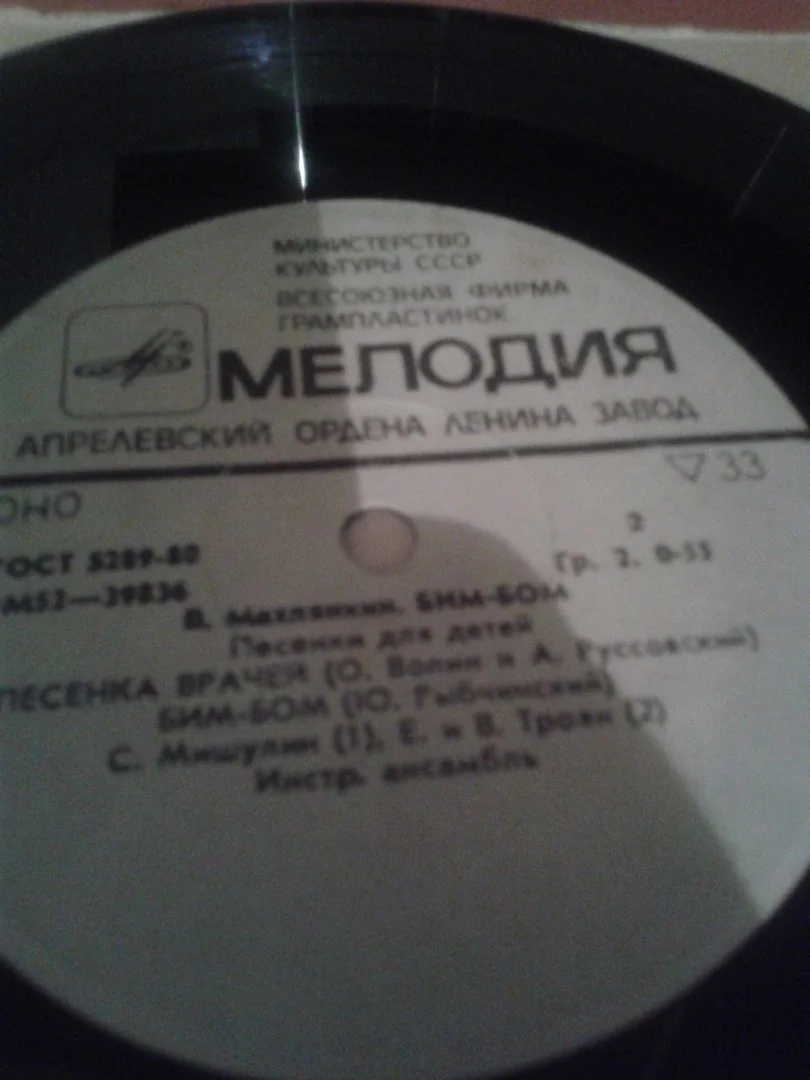 МИНИСТЕРСТВО
КУЛЬТУРЫ СССР
ВСЕСОЮЗНАЯ ФИРМА
ГРАМПЛАСТИНОК
МЕЛОДИЯ
АПРЕЛЕВСКИЙ ОРДЕНА ЛЕНИНА ЗАВОД
ОНО
33
ГОСТ 5289-80
2
М52—39836
Гр. 2. 0-55
В. Махлянкин. БИМ-БОМ
Песенки для детей
ПЕСЕНКА ВРАЧЕЙ (О. Волин и А. Руссовский)
БИМ-БОМ (Ю. Рыбчинский)
С. Мишулин (1), Е. и В. Троян (2)
Инстр. ансамбль